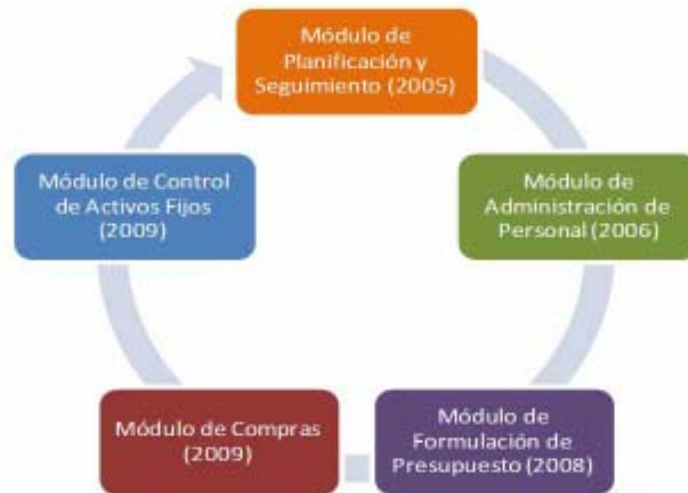 Módulo de
Planificación y
Seguimiento (2005)
Módulo de Control
de Activos Fijos
(2009)
Módulo de
Administración de
Personal (2006)
Módulo de Compras
(2009)
Módulo de
Formulación de
Presupuesto (2008)